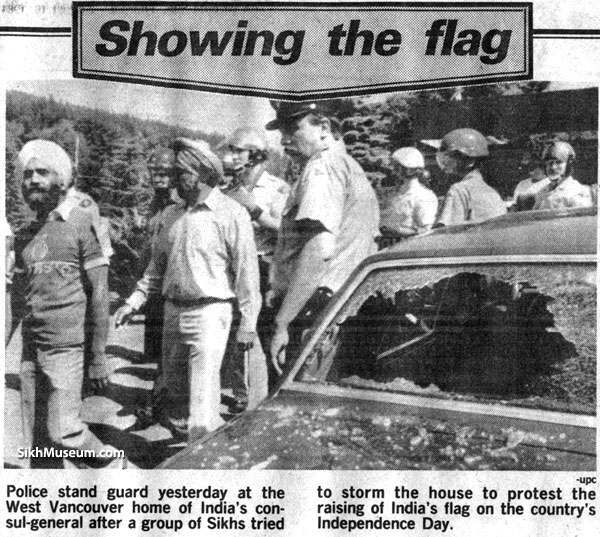 Showing the flag
SikhMuseum.com
-upc
Police stand guard yesterday at the
West Vancouver home of India's con-
sul-general after a group of Sikhs tried
to storm the house to protest the
raising of India's flag on the country's
Independence Day.